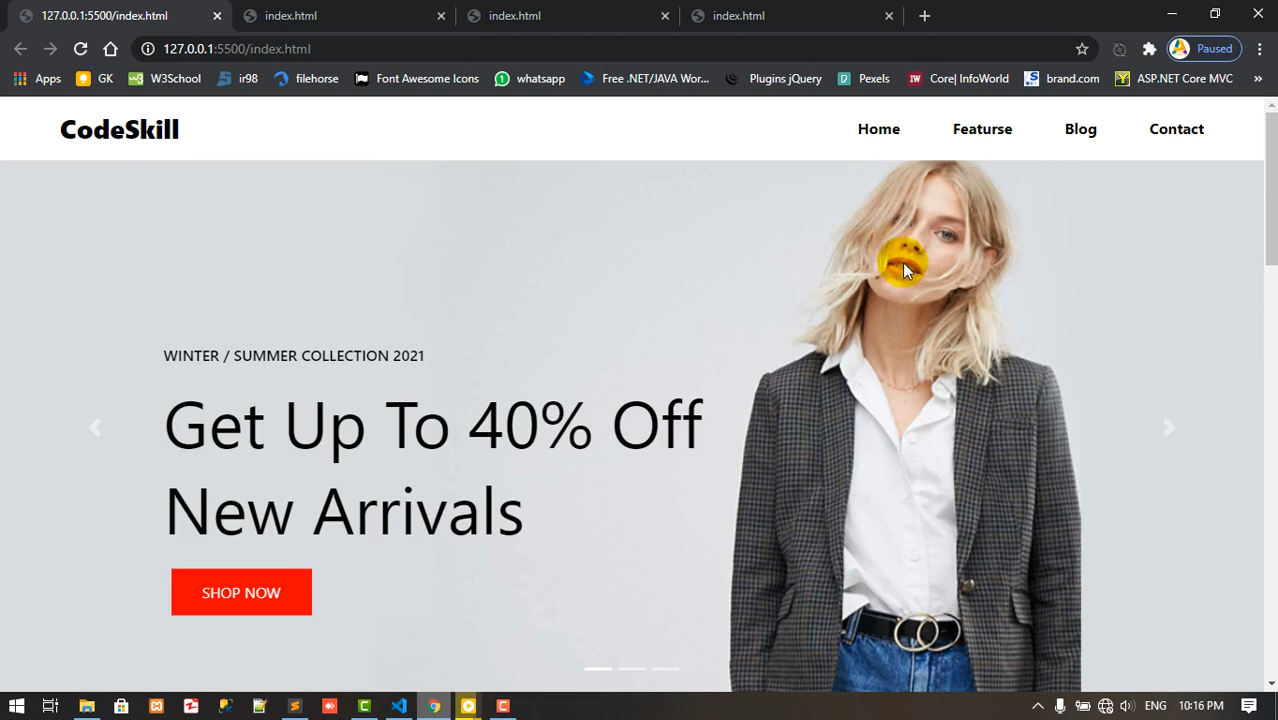 127.0.0.1:5500/index.html index.html index.html index.html
127.0.0.1:5500/index.html Paused
Apps GK W3School ir98 filehorse Font Awesome Icons whatsapp Free .NET/JAVA Wor... Plugins jQuery Pexels Core| InfoWorld brand.com ASP.NET Core MVC »
CodeSkill Home Featurse Blog Contact
WINTER / SUMMER COLLECTION 2021
Get Up To 40% Off
New Arrivals
SHOP NOW
ENG 10:16 PM